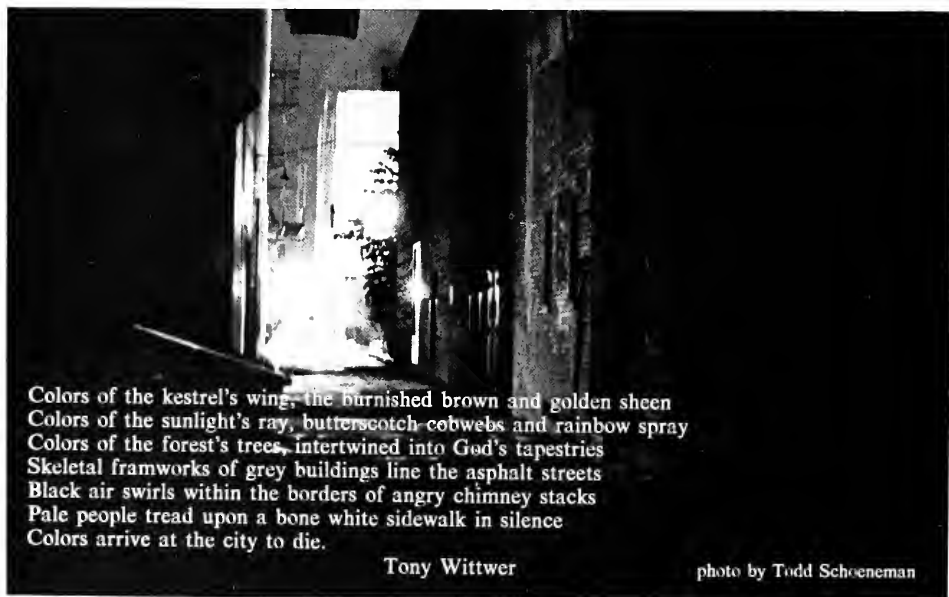 Colors of the kestrel's wing, the burnished brown and golden sheen
Colors of the sunlight's ray, butterscotch cobwebs and rainbow spray
Colors of the forest's trees, intertwined into God's tapestries
Skeletal framworks of grey buildings line the asphalt streets
Black air swirls within the borders of angry chimney stacks
Pale people tread upon a bone white sidewalk in silence
Colors arrive at the city to die.
Tony Wittwer
photo by Todd Schoeneman